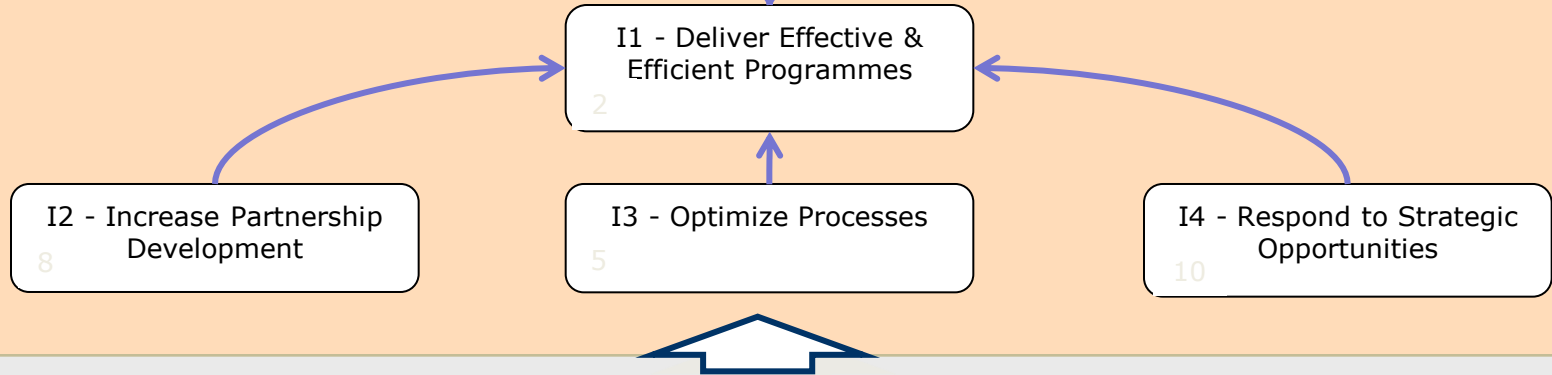 I1 - Deliver Effective &
Efficient Programmes
2
I2 - Increase Partnership
Development
8
I3 - Optimize Processes
5
I4 - Respond to Strategic
Opportunities
10